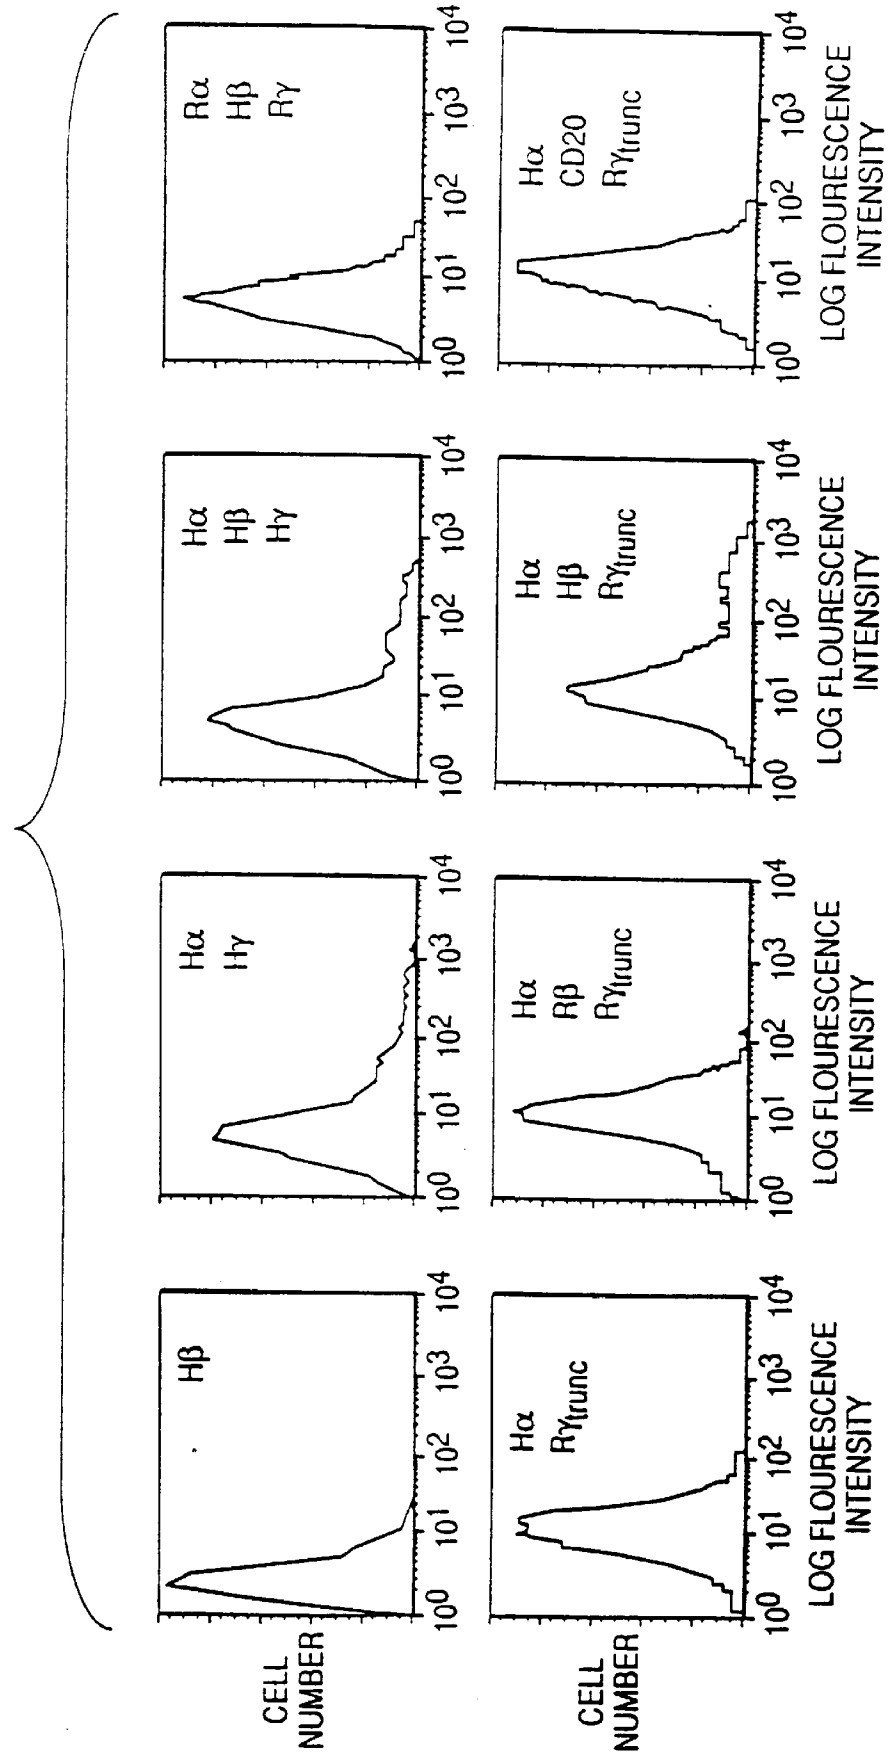 CELL
NUMBER
Hβ
10⁰ 10¹ 10² 10³ 10⁴
Hα
Hγ
10⁰ 10¹ 10² 10³ 10⁴
Hα
Hβ
Hγ
10⁰ 10¹ 10² 10³ 10⁴
Rα
Hβ
Rγ
10⁰ 10¹ 10² 10³ 10⁴
CELL
NUMBER
Hα
Rγtrunc
10⁰ 10¹ 10² 10³ 10⁴
LOG FLOURESCENCE
INTENSITY
Hα
Rβ
Rγtrunc
10⁰ 10¹ 10² 10³ 10⁴
LOG FLOURESCENCE
INTENSITY
Hα
Hβ
Rγtrunc
10⁰ 10¹ 10² 10³ 10⁴
LOG FLOURESCENCE
INTENSITY
Hα
CD20
Rγtrunc
10⁰ 10¹ 10² 10³ 10⁴
LOG FLOURESCENCE
INTENSITY